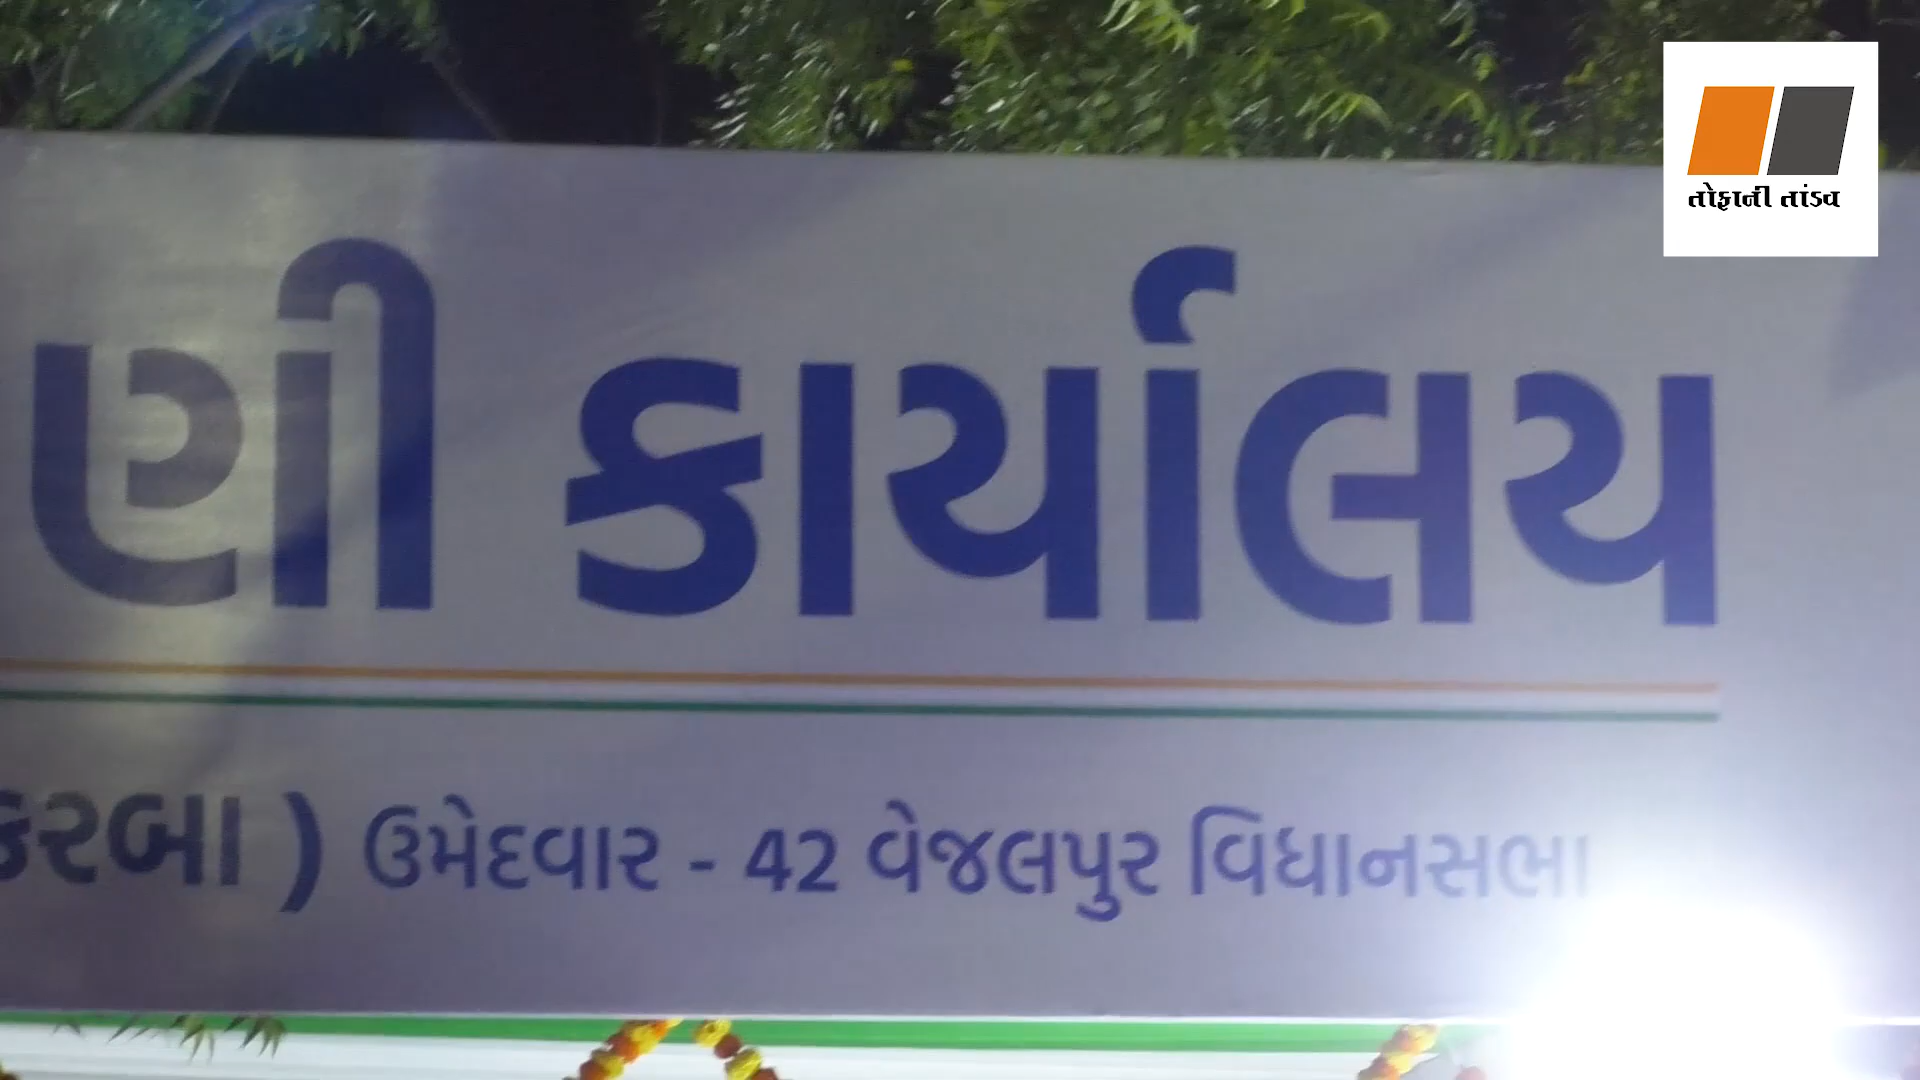 તોફાની તાંડવ
ણી કાર્યાલય
કરબા ) ઉમેદવાર - 42 વેજલપુર વિધાનસભા